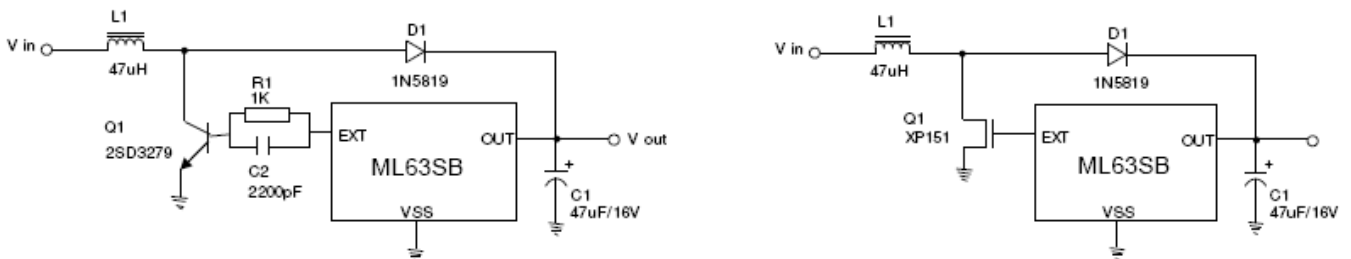 L1
V in
47uH
D1
1N5819
R1
1K
Q1
2SD3279
C2
2200pF
EXT
OUT
ML63SB
VSS
V out
+
C1
47uF/16V
L1
V in
47uH
D1
1N5819
Q1
XP151
EXT
OUT
ML63SB
VSS
+
C1
47uF/16V